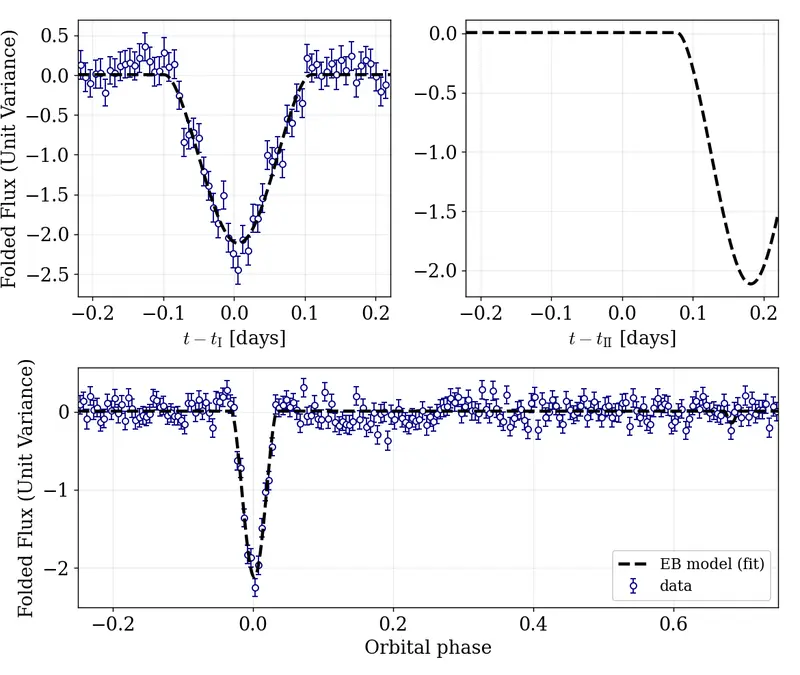 Folded Flux (Unit Variance)
0.5
0.0
−0.5
−1.0
−1.5
−2.0
−2.5
−0.2 −0.1 0.0 0.1 0.2
t − tI [days]
0.0
−0.5
−1.0
−1.5
−2.0
−0.2 −0.1 0.0 0.1 0.2
t − tII [days]
Folded Flux (Unit Variance)
0
−1
−2
EB model (fit)
data
−0.2 0.0 0.2 0.4 0.6
Orbital phase